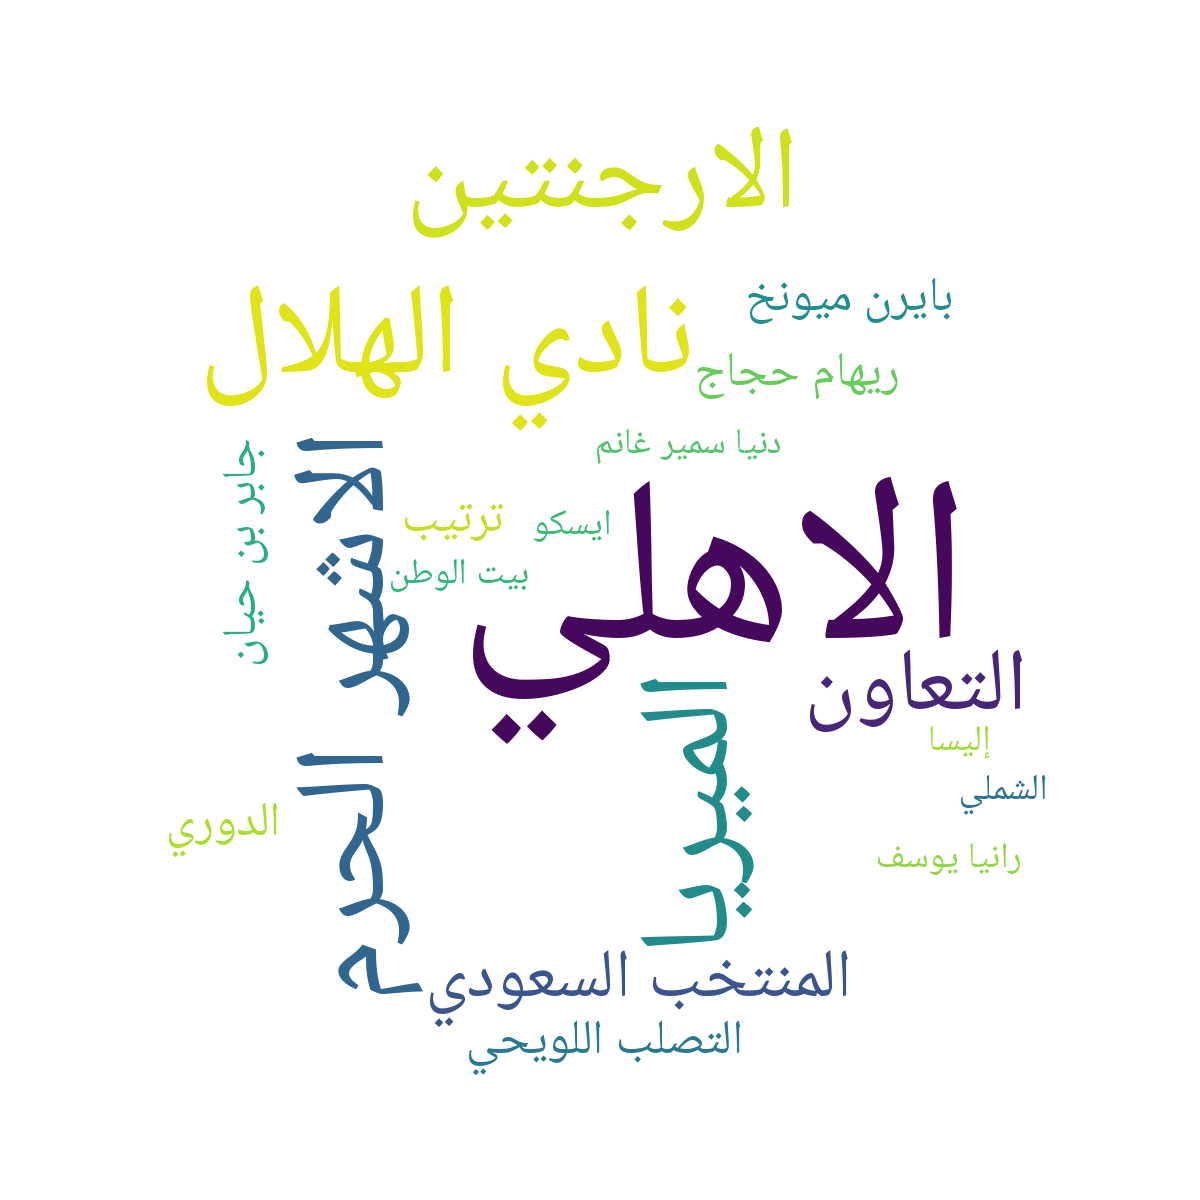 الارجنتين
نادي الهلال
بايرن ميونخ
ريهام حجاج
دنيا سمير غانم
جابر بن حيان
الاشهر الحرم
ترتيب
ايسكو
الاهلي
بيت الوطن
التعاون
الميريا
إليسا
الشملي
الدوري
رانيا يوسف
المنتخب السعودي
التصلب اللويحي